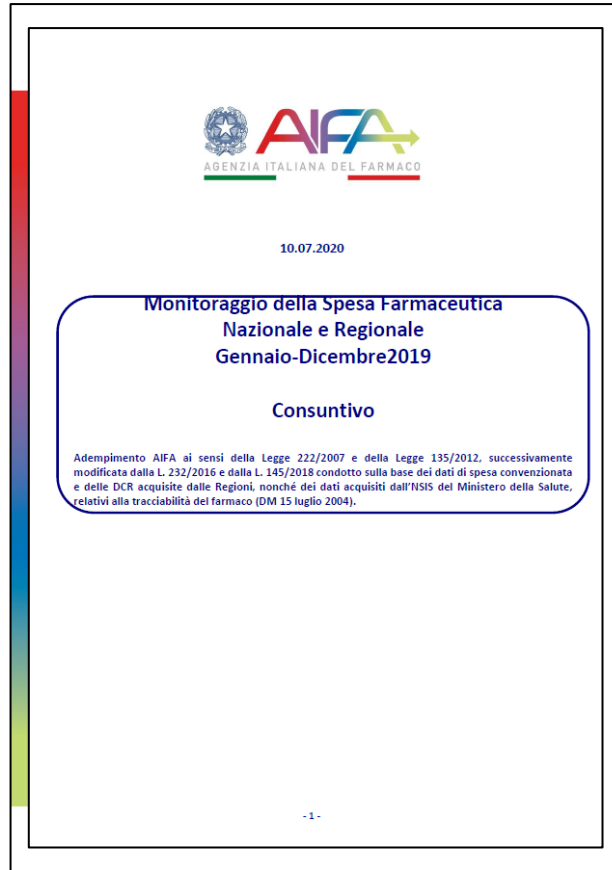 AIFA
AGENZIA ITALIANA DEL FARMACO
10.07.2020
Monitoraggio della Spesa Farmaceutica
Nazionale e Regionale
Gennaio-Dicembre2019
Consuntivo
Adempimento AIFA ai sensi della Legge 222/2007 e della Legge 135/2012, successivamente
modificata dalla L. 232/2016 e dalla L. 145/2018 condotto sulla base dei dati di spesa convenzionata
e delle DCR acquisite dalle Regioni, nonché dei dati acquisiti dall'NSIS del Ministero della Salute,
relativi alla tracciabilità del farmaco (DM 15 luglio 2004).
- 1 -